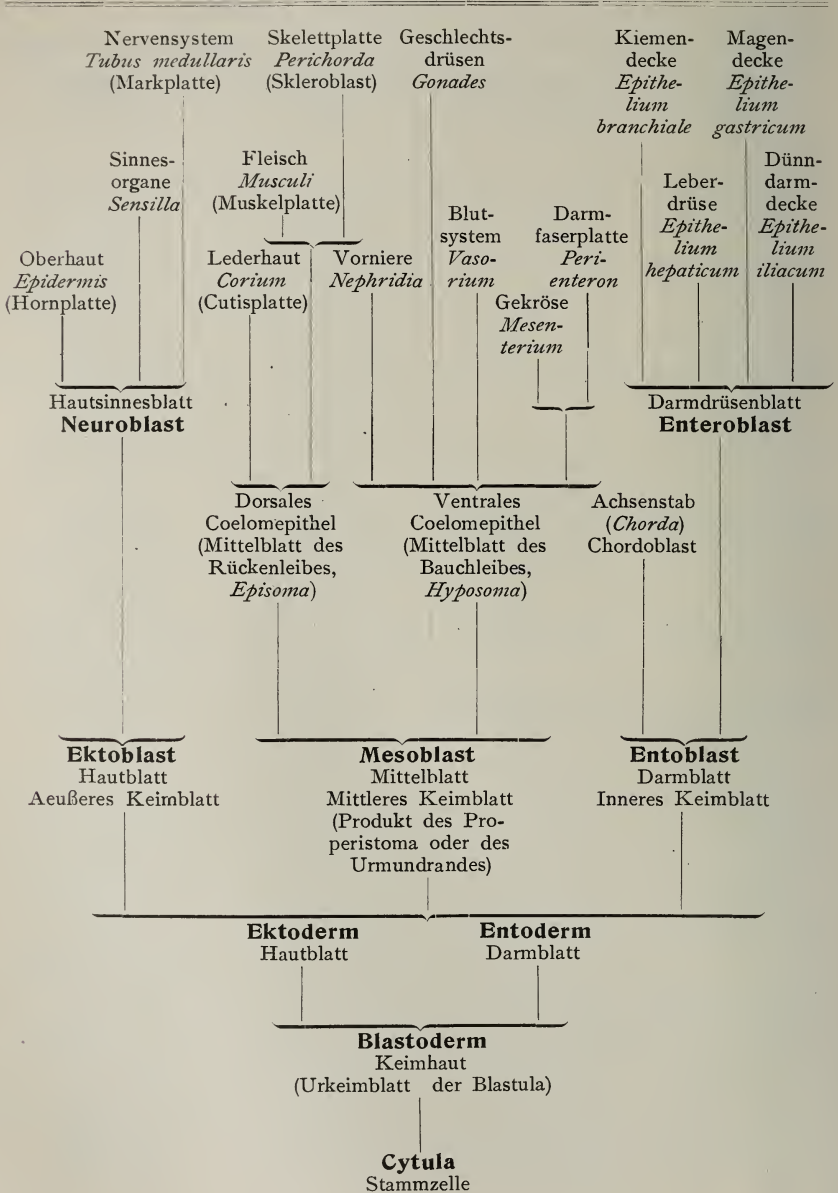 Nervensystem
Tubus medullaris
(Markplatte)
Skelettplatte
Perichorda
(Skleroblast)
Geschlechts-
drüsen
Gonades
Kiemen-
decke
Epithe-
lium
branchiale
Magen-
decke
Epithe-
lium
gastricum
Sinnes-
organe
Sensilla
Fleisch
Musculi
(Muskelplatte)
Dünn-
darm-
decke
Epithe-
lium
iliacum
Leber-
drüse
Epithe-
lium
hepaticum
Blut-
system
Vaso-
rium
Darm-
faserplatte
Peri-
enteron
Oberhaut
Epidermis
(Hornplatte)
Lederhaut
Corium
(Cutisplatte)
Vorniere
Nephridia
Gekröse
Mesen-
terium
Hautsinnesblatt
Neuroblast
Darmdrüsenblatt
Enteroblast
Dorsales
Coelomepithel
(Mittelblatt des
Rückenleibes,
Episoma)
Ventrales
Coelomepithel
(Mittelblatt des
Bauchleibes,
Hyposoma)
Achsenstab
(Chorda)
Chordoblast
Ektoblast
Hautblatt
Aeußeres Keimblatt
Mesoblast
Mittelblatt
Mittleres Keimblatt
(Produkt des Pro-
peristoma oder des
Urmundrandes)
Entoblast
Darmblatt
Inneres Keimblatt
Ektoderm
Hautblatt
Entoderm
Darmblatt
Blastoderm
Keimhaut
(Urkeimblatt der Blastula)
Cytula
Stammzelle